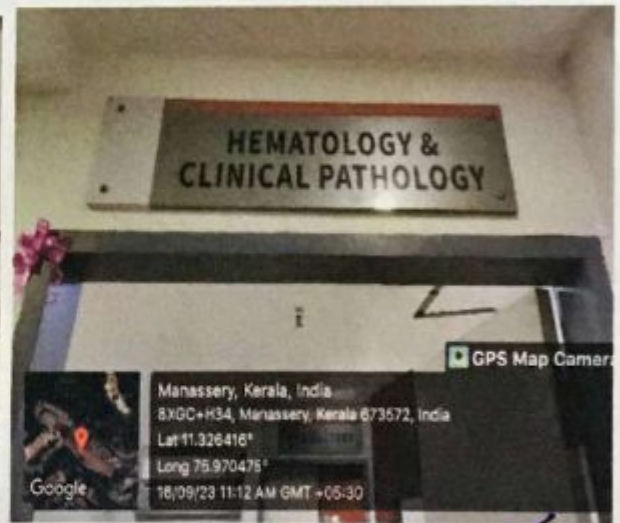 HEMATOLOGY &
CLINICAL PATHOLOGY
GPS Map Camera
Manassery, Kerala, India
8XGC+H34, Manassery, Kerala 673572, India
Lat 11.326416°
Long 75.970475°
16/09/23 11:12 AM GMT +05:30
Google